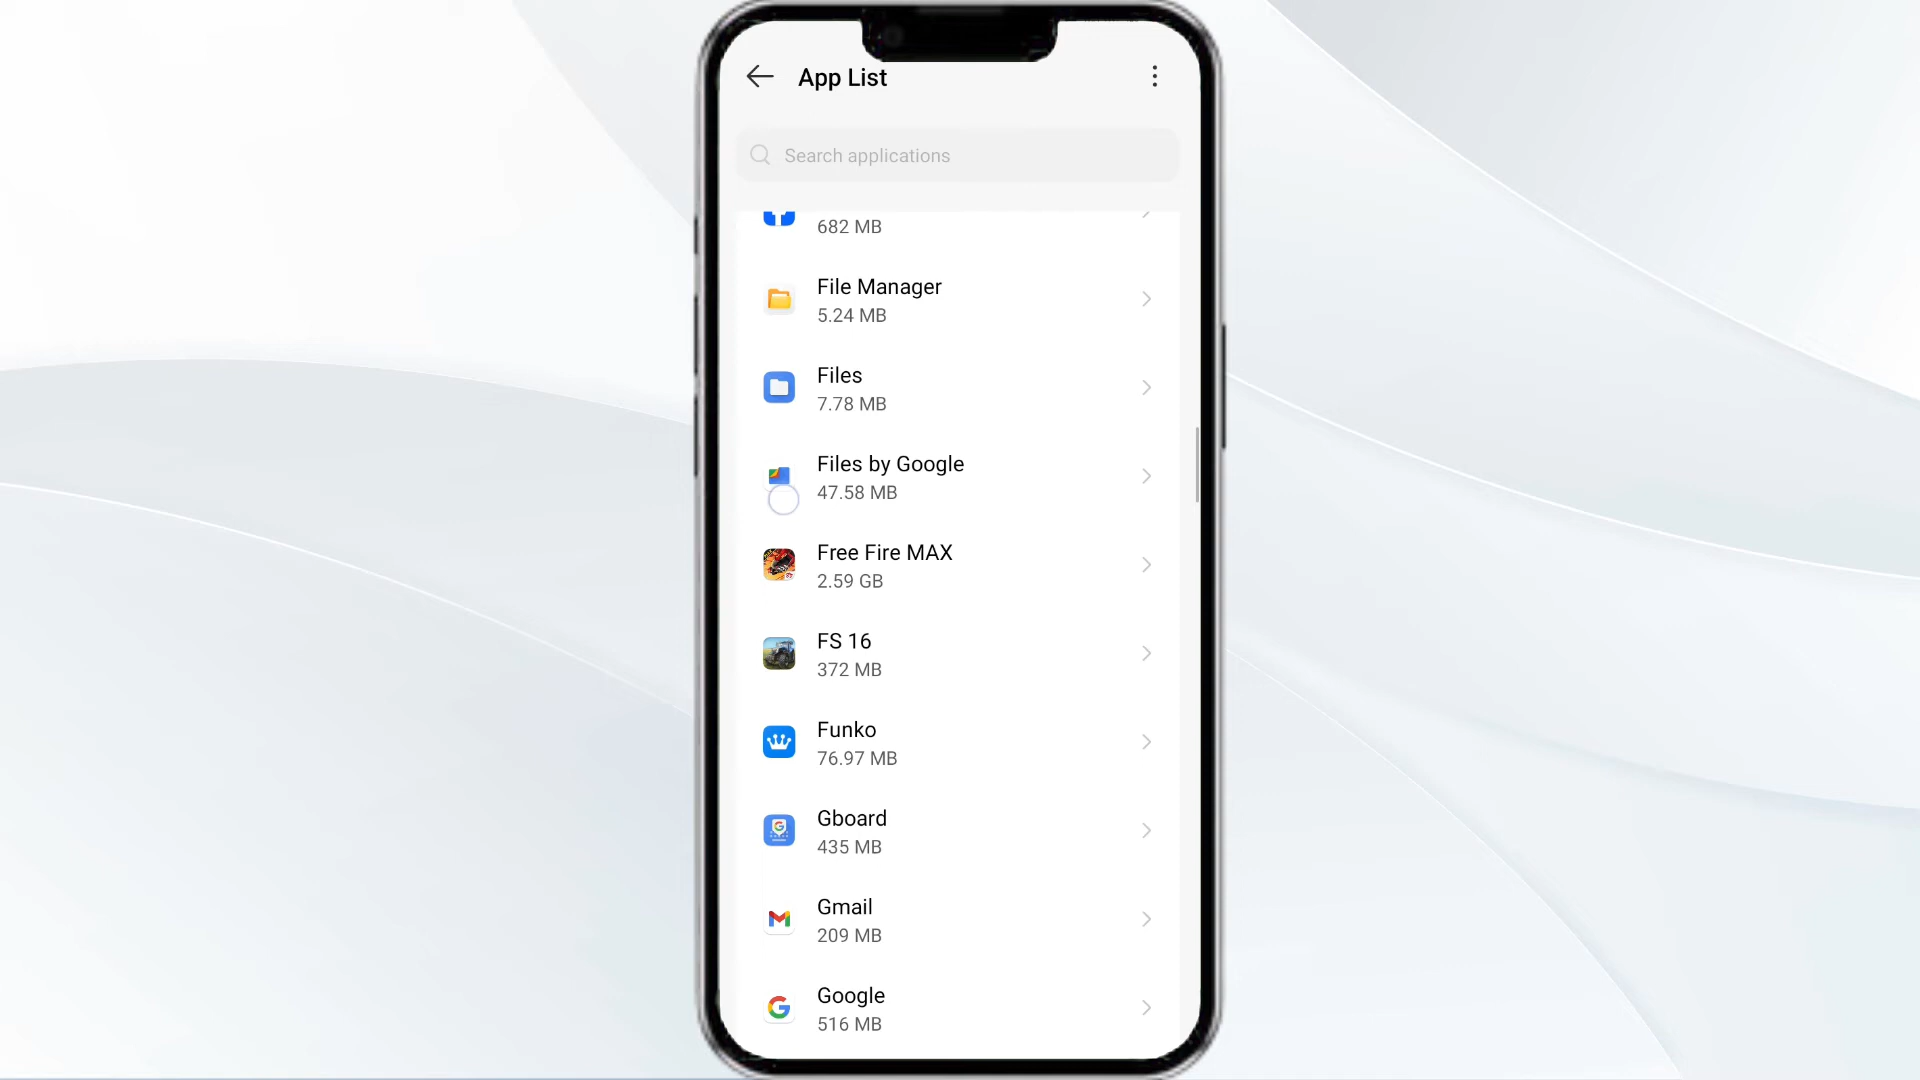 App List
Search applications
682 MB
File Manager
5.24 MB
Files
7.78 MB
Files by Google
47.58 MB
Free Fire MAX
2.59 GB
FS 16
372 MB
Funko
76.97 MB
Gboard
435 MB
Gmail
209 MB
Google
516 MB